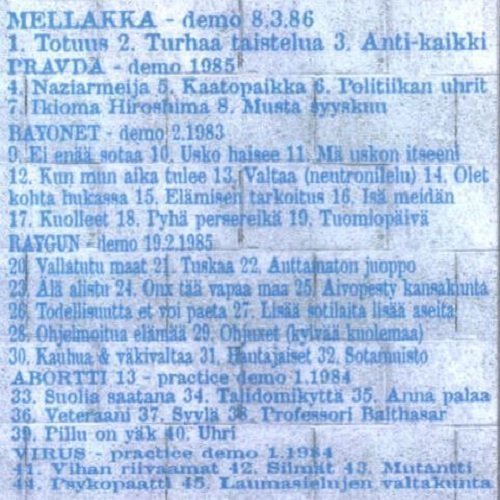 MELLAKKA - demo 8.3.86
1. Totuus 2. Turhaa taistelua 3. Anti-kaikki
PRAVDA - demo 1985
4. Naziarmeija 5. Kaatopaikka 6. Politiikan uhrit
7. Ikioma Hiroshima 8. Musta syyskuu
BAYONET - demo 2.1983
9. Ei enää sotaa 10. Usko haisee 11. Mä uskon itseeni
12. Kun mun aika tulee 13. Valtaa (neutronilelu) 14. Olet
kohta hukassa 15. Elämisen tarkoitus 16. Isä meidän
17. Kuolleet 18. Pyhä persereikä 19. Tuomiopäivä
RAYGUN - demo 19.2.1985
20. Vallatutu maat 21. Tuskaa 22. Auttamaton juoppo
23. Älä alistu 24. Onx tää vapaa maa 25. Aivopesty kansakunta
26. Todellisuutta et voi paeta 27. Lisää sotilaita lisää aseita
28. Ohjelmoitua elämää 29. Ohjuxet (kylvää kuolemaa)
30. Kauhua & väkivaltaa 31. Hautajaiset 32. Sotamuisto
ABORTTI 13 - practice demo 1.1984
33. Suolia saatana 34. Talidomikyttä 35. Anna palaa
36. Veteraani 37. Syylä 38. Professori Balthasar
39. Pillu on yäk 40. Uhri
VIRUS - practice demo 1.1984
41. Vihan riivaamat 42. Silmät 43. Mutantti
44. Psykopaatti 45. Laumasielujen valtakunta